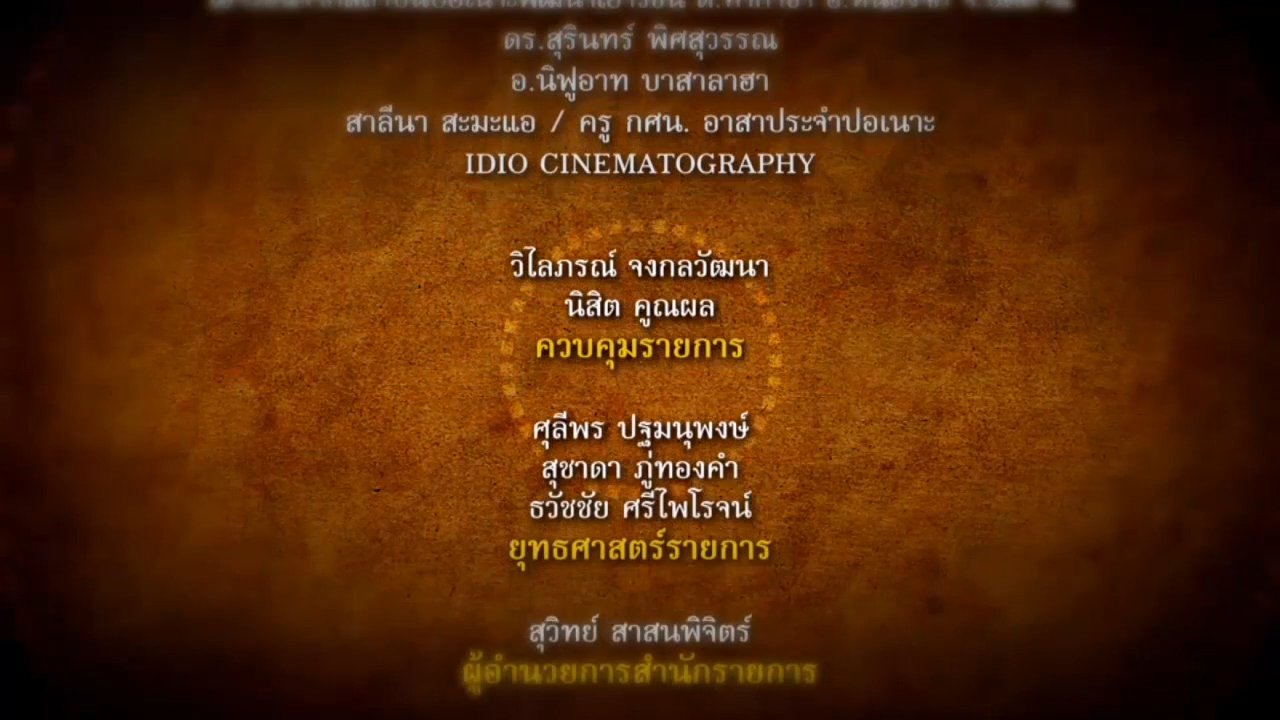 ดร.สุรินทร์ พิศสุวรรณ
อ.นิฟูอาท บาสาลาฮา
สาลีนา สะมะแอ / ครู กศน. อาสาประจำปอเนาะ
IDIO CINEMATOGRAPHY
วิไลภรณ์ จงกลวัฒนา
นิสิต คูณผล
ควบคุมรายการ
ศุลีพร ปฐมนุพงษ์
สุชาดา ภู่ทองคำ
ธวัชชัย ศรีไพโรจน์
ยุทธศาสตร์รายการ
สุวิทย์ สาสนพิจิตร์
ผู้อำนวยการสำนักรายการ